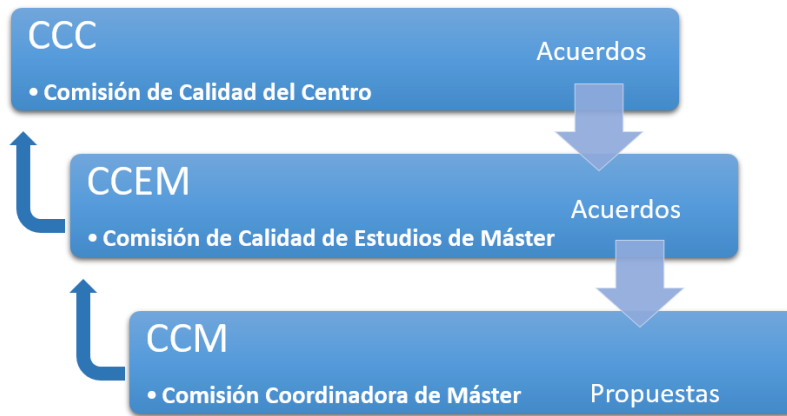 CCC
Acuerdos
• Comisión de Calidad del Centro
CCEM
Acuerdos
• Comisión de Calidad de Estudios de Máster
CCM
• Comisión Coordinadora de Máster
Propuestas